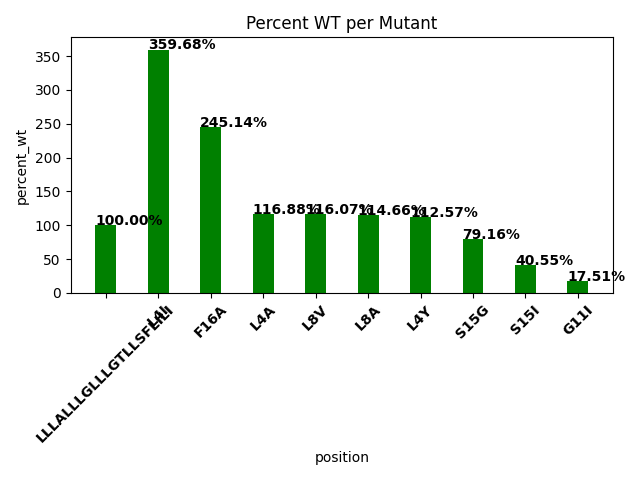 Percent WT per Mutant
percent_wt
350
300
250
200
150
100
50
0
100.00%
359.68%
245.14%
116.88%
116.07%
114.66%
112.57%
79.16%
40.55%
17.51%
LLLALLLGLLLGTLLSFLILI
L4I
F16A
L4A
L8V
L8A
L4Y
S15G
S15I
G11I
position